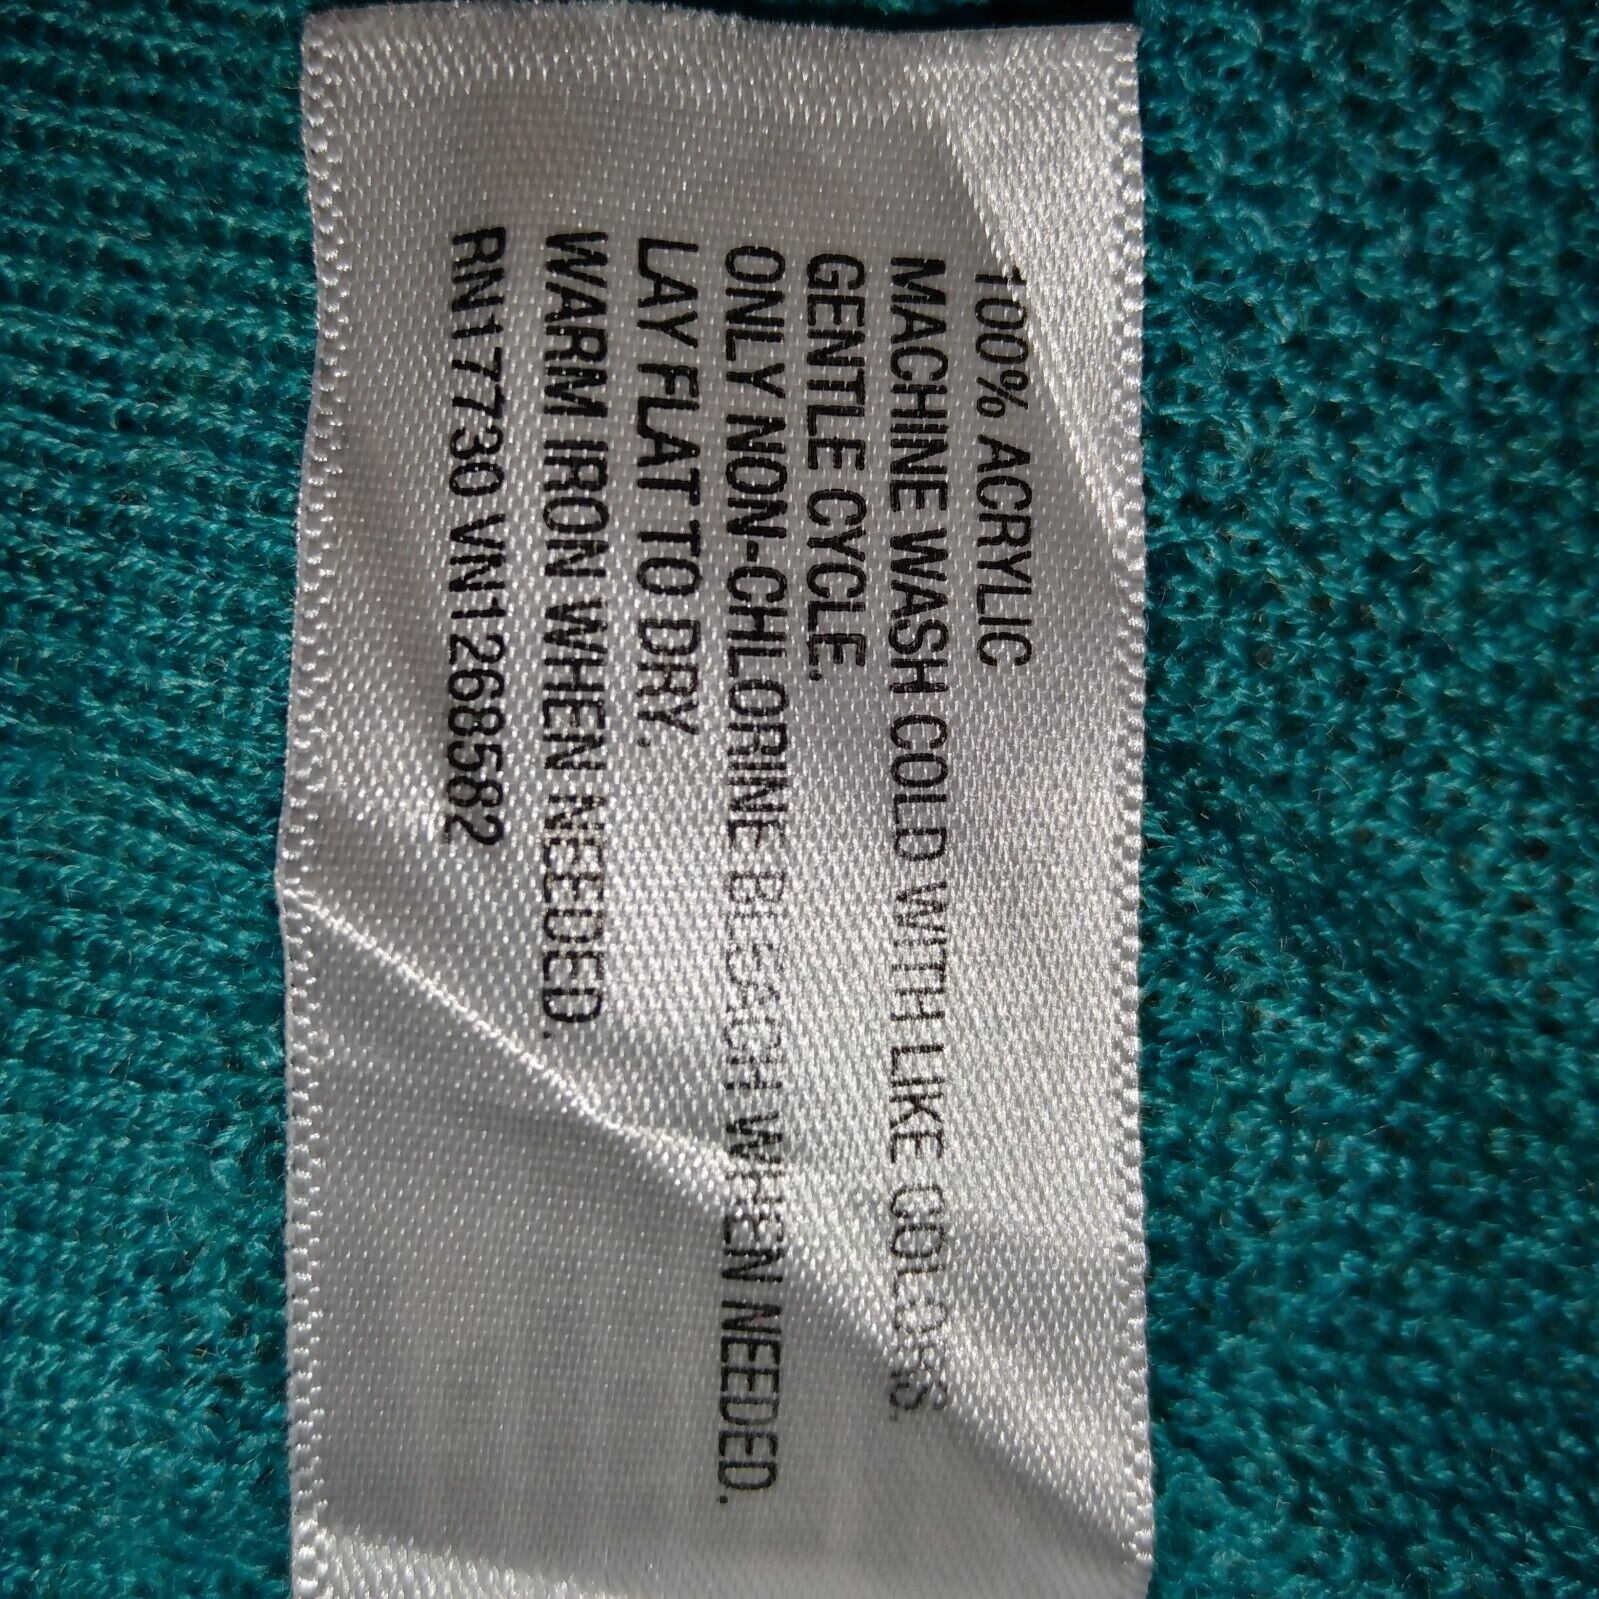 100% ACRYLIC
MACHINE WASH COLD WITH LIKE COLORS.
GENTLE CYCLE.
ONLY NON-CHLORINE BLEACH WHEN NEEDED.
LAY FLAT TO DRY.
WARM IRON WHEN NEEDED.
RN17730 VN1268582